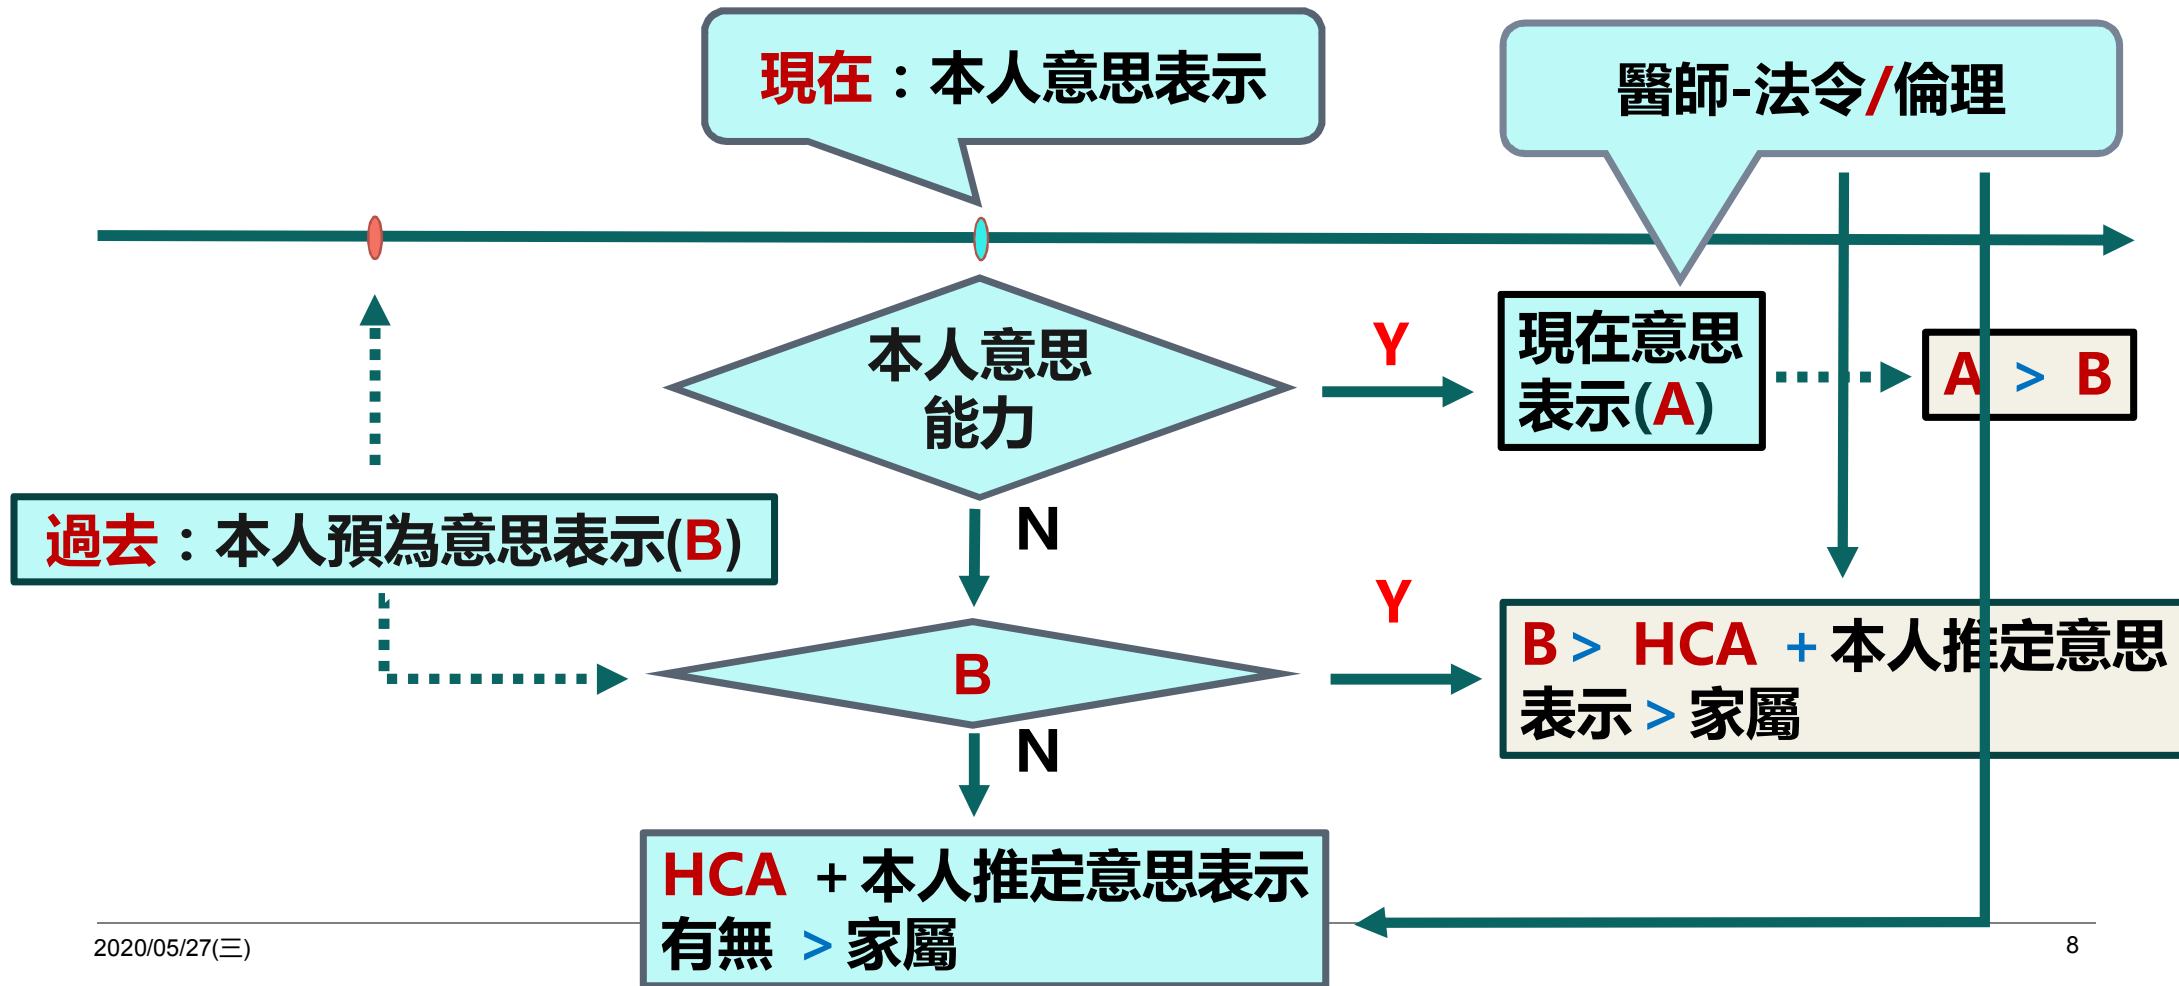 現在：本人意思表示
醫師-法令/倫理
本人意思
能力
Y
現在意思
表示(A)
A > B
N
過去：本人預為意思表示(B)
B
Y
B > HCA +本人推定意思
表示 > 家屬
N
HCA +本人推定意思表示
有無 > 家屬
2020/05/27(三)
8